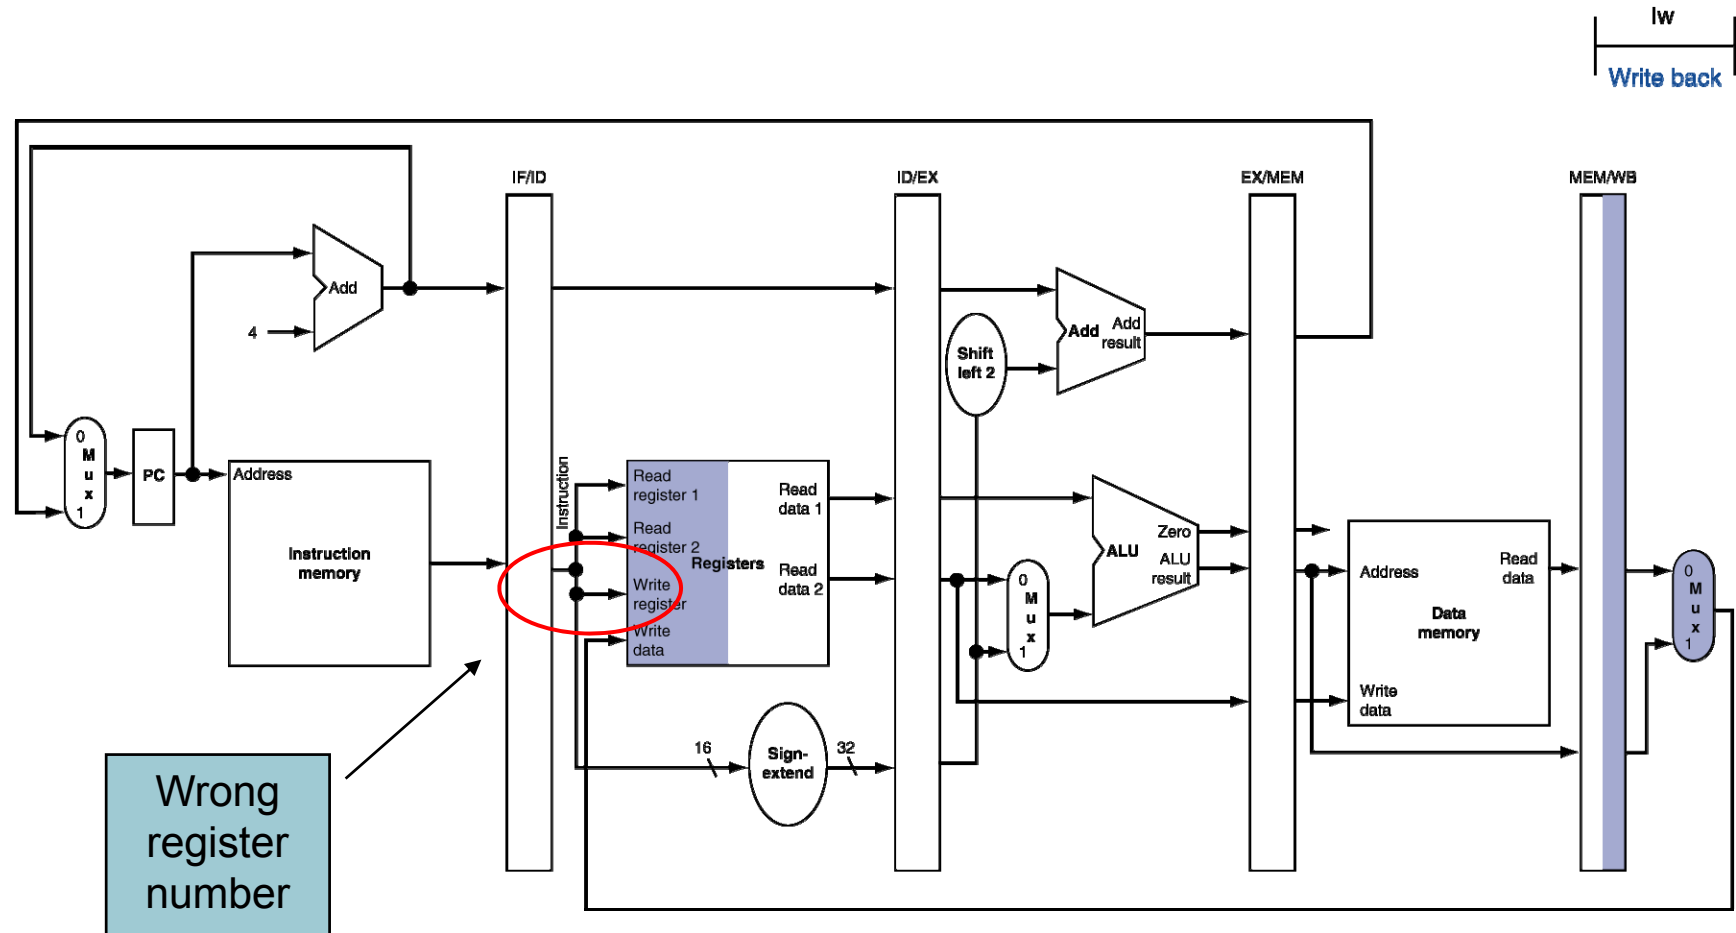 lw
Write back
IF/ID
ID/EX
EX/MEM
MEM/WB
Add
4
Add
Add
result
Shift
left 2
0
M
u
x
1
PC
Address
Instruction
memory
Instruction
Read
register 1
Read
register 2
Write
register
Write
data
Registers
Read
data 1
Read
data 2
0
M
u
x
1
Zero
ALU
ALU
result
Address
Read
data
Data
memory
Write
data
0
M
u
x
1
16
Sign-
extend
32
Wrong
register
number